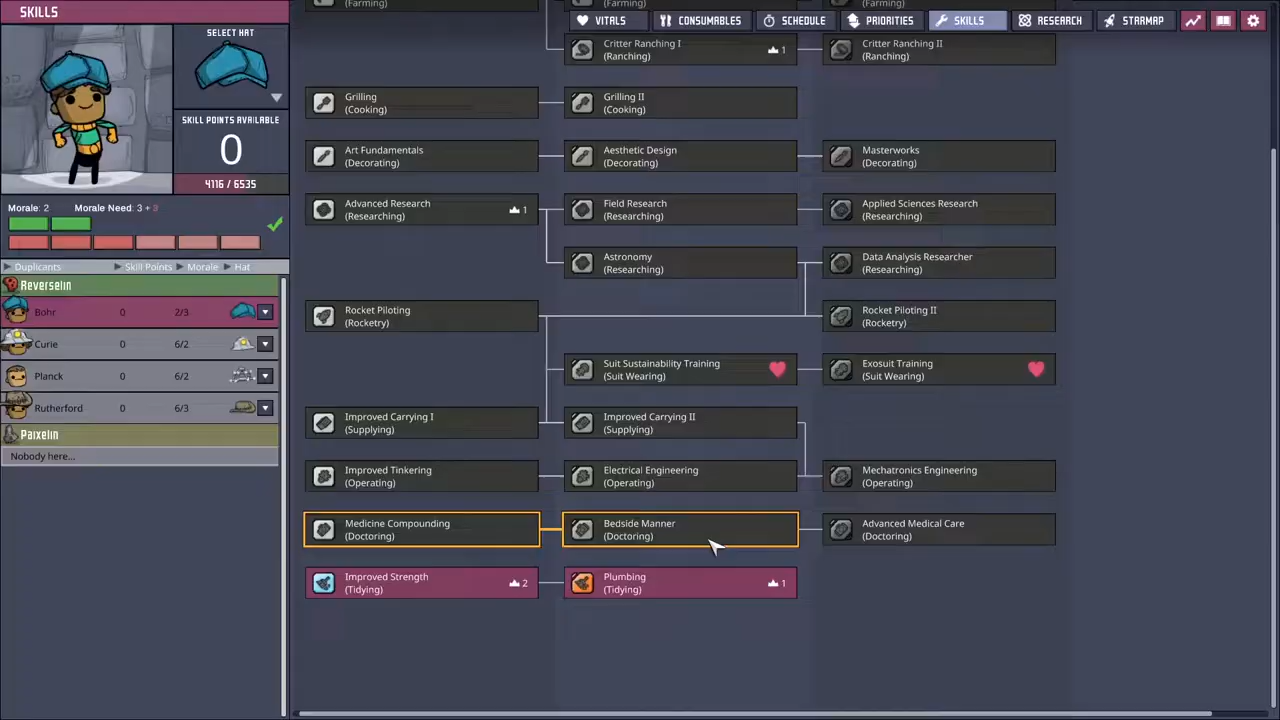 SKILLS
SELECT HAT
SKILL POINTS AVAILABLE
0
4116 / 6535
Morale: 2 Morale Need: 3 + 3
Duplicants Skill Points Morale Hat
Reverselin
Bohr 0 2/3
Curie 0 6/2
Planck 0 6/2
Rutherford 0 6/3
Paixelin
Nobody here...
VITALS CONSUMABLES SCHEDULE PRIORITIES SKILLS RESEARCH STARMAP
(Farming) (Farming) (Farming)
Critter Ranching I 1 Critter Ranching II
(Ranching) (Ranching)
Grilling Grilling II
(Cooking) (Cooking)
Art Fundamentals Aesthetic Design Masterworks
(Decorating) (Decorating) (Decorating)
Advanced Research 1 Field Research Applied Sciences Research
(Researching) (Researching) (Researching)
Astronomy Data Analysis Researcher
(Researching) (Researching)
Rocket Piloting Rocket Piloting II
(Rocketry) (Rocketry)
Suit Sustainability Training Exosuit Training
(Suit Wearing) (Suit Wearing)
Improved Carrying I Improved Carrying II
(Supplying) (Supplying)
Improved Tinkering Electrical Engineering Mechatronics Engineering
(Operating) (Operating) (Operating)
Medicine Compounding Bedside Manner Advanced Medical Care
(Doctoring) (Doctoring) (Doctoring)
Improved Strength 2 Plumbing 1
(Tidying) (Tidying)